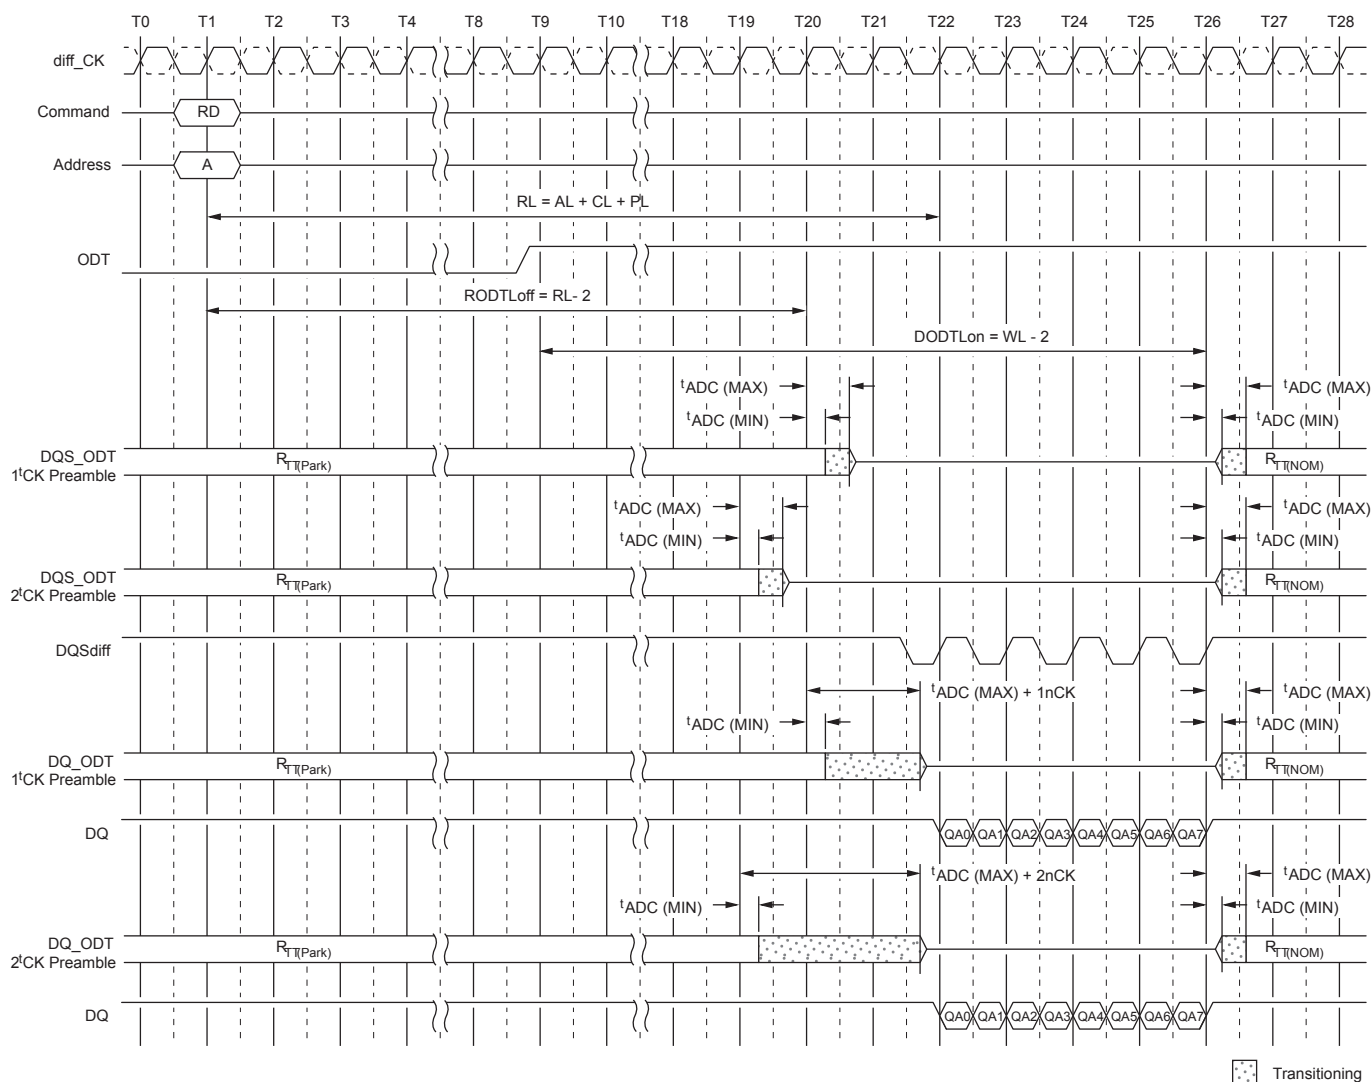 T0 T1 T2 T3 T4 T8 T9 T10 T18 T19 T20 T21 T22 T23 T24 T25 T26 T27 T28
diff_CK
Command RD
Address A
RL = AL + CL + PL
ODT
RODTLoff = RL- 2
DODTLon = WL - 2
tADC (MAX) tADC (MAX)
tADC (MIN) tADC (MIN)
DQS_ODT
1tCK Preamble RTT(Park) RTT(NOM)
tADC (MAX) tADC (MAX)
tADC (MIN) tADC (MIN)
DQS_ODT
2tCK Preamble RTT(Park) RTT(NOM)
DQSdiff
tADC (MAX) + 1nCK tADC (MAX)
tADC (MIN) tADC (MIN)
DQ_ODT
1tCK Preamble RTT(Park) RTT(NOM)
DQ QA0 QA1 QA2 QA3 QA4 QA5 QA6 QA7
tADC (MAX) + 2nCK tADC (MAX)
tADC (MIN) tADC (MIN)
DQ_ODT
2tCK Preamble RTT(Park) RTT(NOM)
DQ QA0 QA1 QA2 QA3 QA4 QA5 QA6 QA7
Transitioning